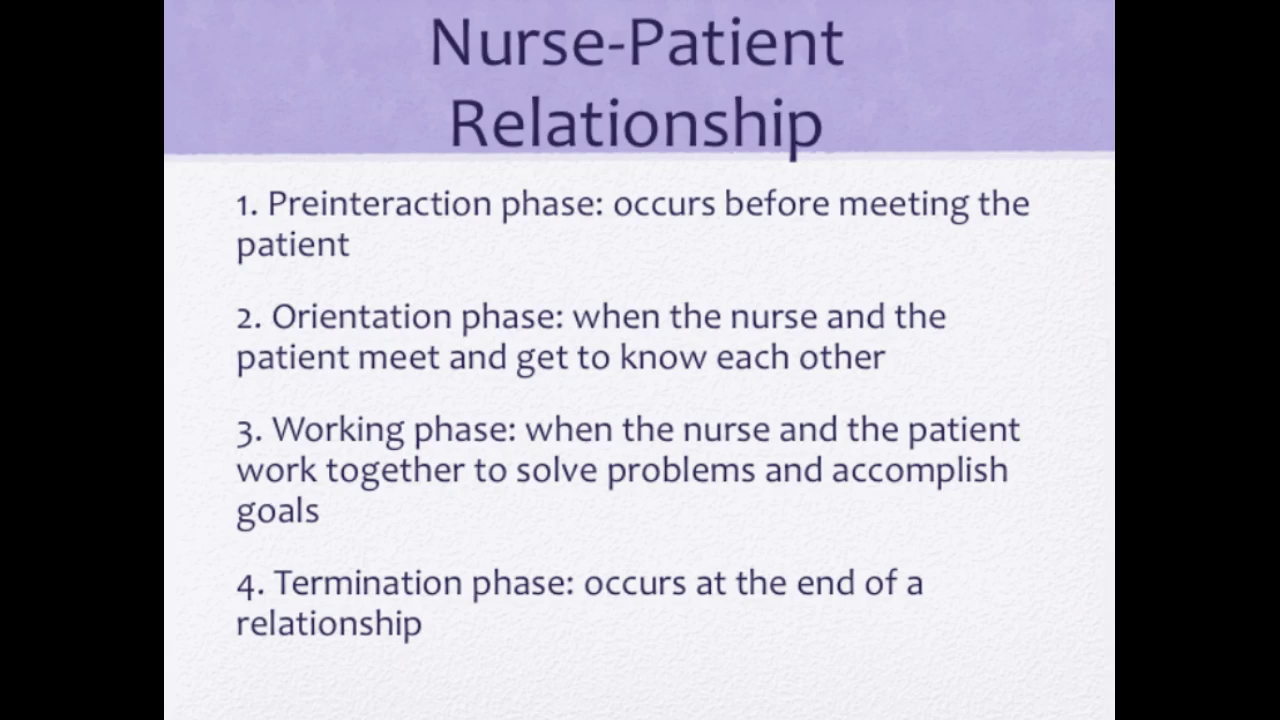 Nurse-Patient
Relationship
1. Preinteraction phase: occurs before meeting the
patient
2. Orientation phase: when the nurse and the
patient meet and get to know each other
3. Working phase: when the nurse and the patient
work together to solve problems and accomplish
goals
4. Termination phase: occurs at the end of a
relationship